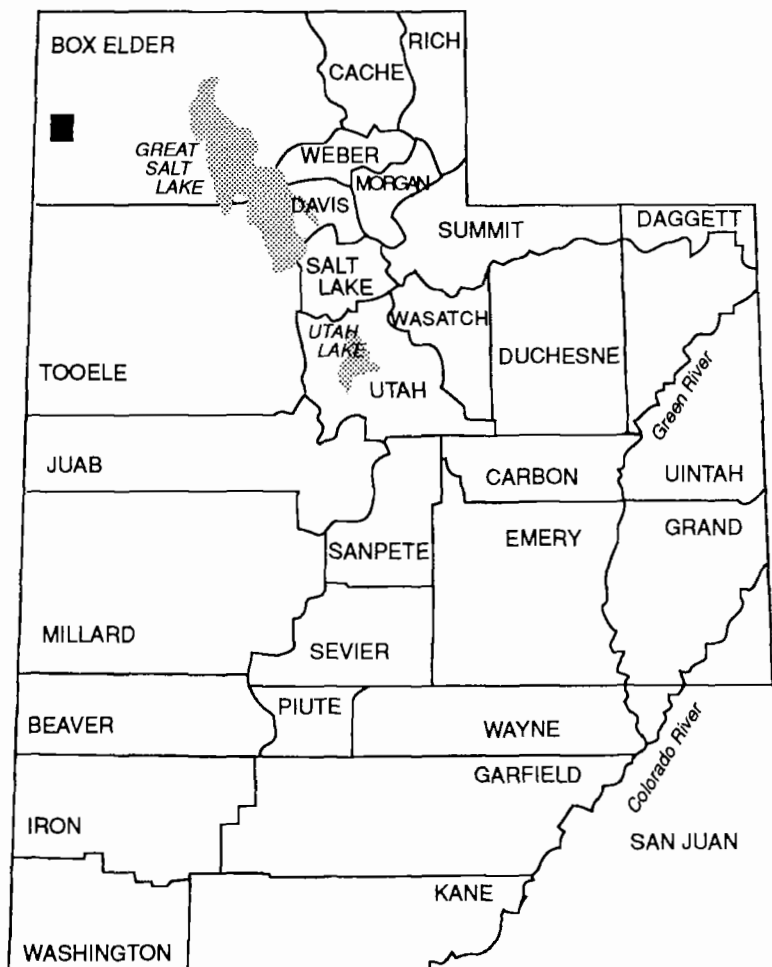 BOX ELDER
RICH
CACHE
GREAT
SALT
LAKE
WEBER
MORGAN
DAVIS
SUMMIT
DAGGETT
SALT
LAKE
WASATCH
UTAH
LAKE
DUCHESNE
TOOELE
UTAH
Green River
JUAB
CARBON
UINTAH
SANPETE
EMERY
GRAND
MILLARD
SEVIER
PIUTE
BEAVER
WAYNE
Colorado River
GARFIELD
IRON
SAN JUAN
KANE
WASHINGTON